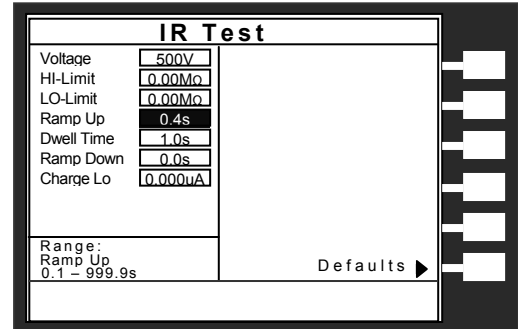 IR Test
Voltage 500V
HI-Limit 0.00MΩ
LO-Limit 0.00MΩ
Ramp Up 0.4s
Dwell Time 1.0s
Ramp Down 0.0s
Charge Lo 0.000uA
Range:
Ramp Up
0.1 – 999.9s
Defaults